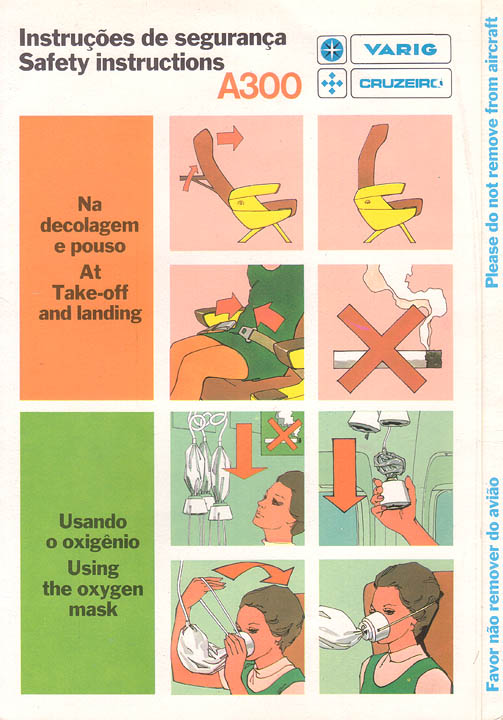 Instruções de segurança
Safety instructions
A300
VARIG
CRUZEIRO
Na
decolagem
e pouso
At
Take-off
and landing
Usando
o oxigênio
Using
the oxygen
mask
Please do not remove from aircraft
Favor não remover do avião